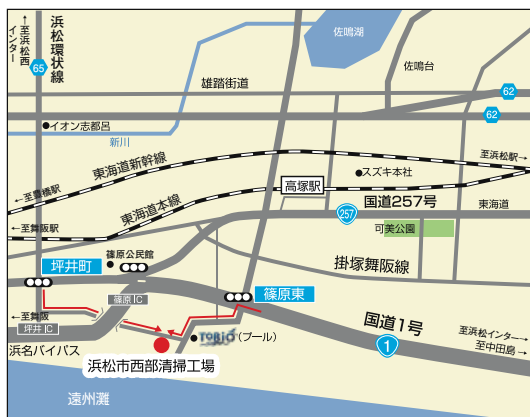 ←至浜松西
インター
浜松環状線
65
佐鳴湖
佐鳴台
雄踏街道
62
62
イオン志都呂
新川
東海道新幹線
至浜松駅→
スズキ本社
←至豊橋駅
高塚駅
国道257号
東海道本線
257
東海道
←至舞阪駅
可美公園
篠原公民館
坪井町
掛塚舞阪線
篠原IC
篠原東
←至舞阪
坪井IC
国道1号
TOBiO(プール)
至浜松インター→
至中田島→
浜名バイパス
1
浜松市西部清掃工場
遠州灘